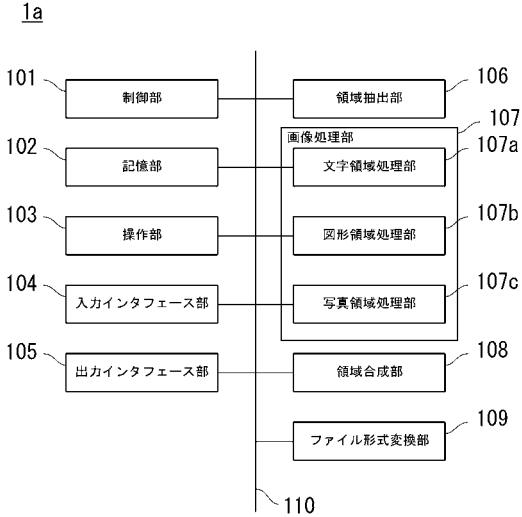 1a
101
制御部
領域抽出部
106
107
画像処理部
102
記憶部
文字領域処理部
107a
103
操作部
図形領域処理部
107b
104
入力インタフェース部
写真領域処理部
107c
105
出力インタフェース部
領域合成部
108
ファイル形式変換部
109
110